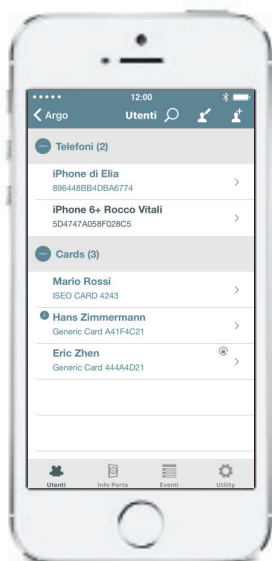 12:00
Argo Utenti
Telefoni (2)
iPhone di Elia
896448BB4DBA6774
iPhone 6+ Rocco Vitali
5D4747A058F028C5
Cards (3)
Mario Rossi
ISEO CARD 4243
Hans Zimmermann
Generic Card A41F4C21
Eric Zhen
Generic Card 444A4D21
Utenti Info Porta Eventi Utility